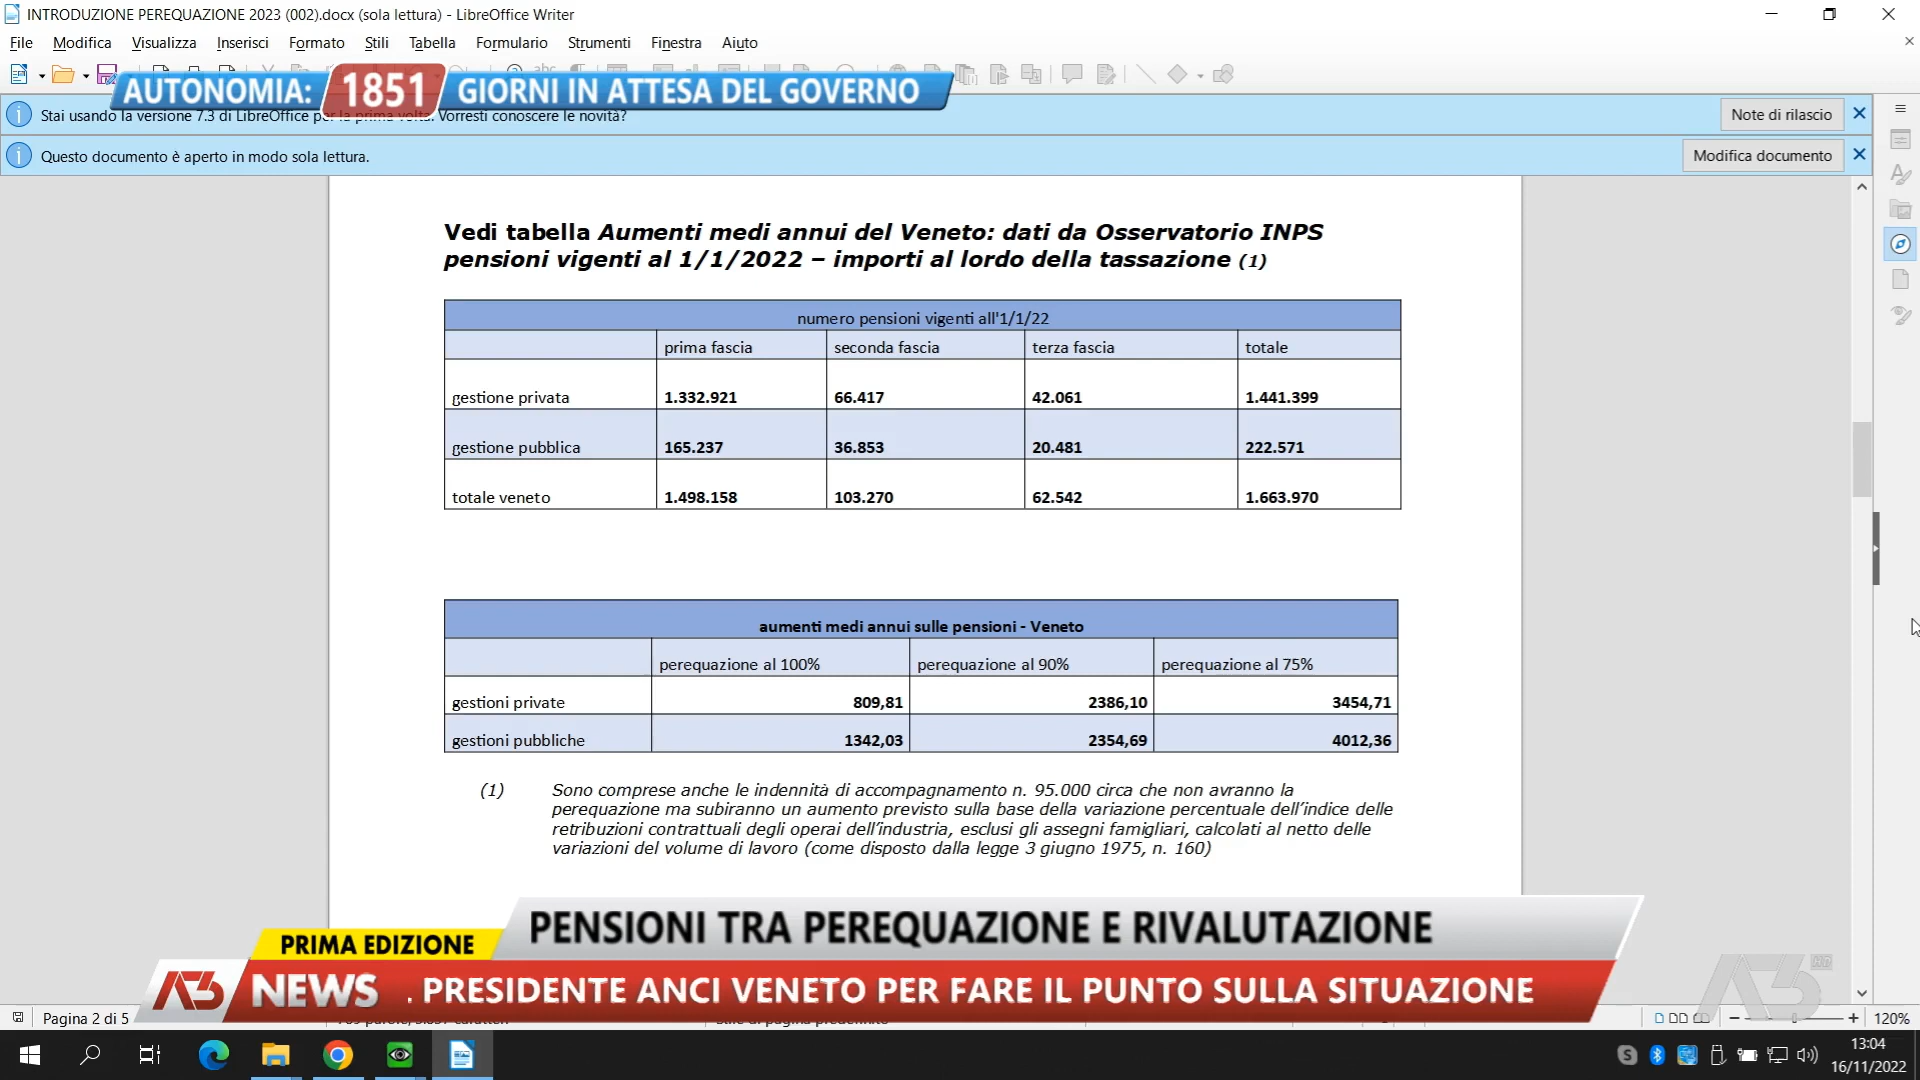 INTRODUZIONE PEREQUAZIONE 2023 (002).docx (sola lettura) - LibreOffice Writer
File Modifica Visualizza Inserisci Formato Stili Tabella Formulario Strumenti Finestra Aiuto
AUTONOMIA: 1851 GIORNI IN ATTESA DEL GOVERNO
Stai usando la versione 7.3 di LibreOffice per la prima volta. Vorresti conoscere le novità? Note di rilascio
Questo documento è aperto in modo sola lettura. Modifica documento
Vedi tabella Aumenti medi annui del Veneto: dati da Osservatorio INPS
pensioni vigenti al 1/1/2022 – importi al lordo della tassazione (1)
numero pensioni vigenti all'1/1/22
prima fascia seconda fascia terza fascia totale
gestione privata 1.332.921 66.417 42.061 1.441.399
gestione pubblica 165.237 36.853 20.481 222.571
totale veneto 1.498.158 103.270 62.542 1.663.970
aumenti medi annui sulle pensioni - Veneto
perequazione al 100% perequazione al 90% perequazione al 75%
gestioni private 809,81 2386,10 3454,71
gestioni pubbliche 1342,03 2354,69 4012,36
(1) Sono comprese anche le indennità di accompagnamento n. 95.000 circa che non avranno la
perequazione ma subiranno un aumento previsto sulla base della variazione percentuale dell'indice delle
retribuzioni contrattuali degli operai dell'industria, esclusi gli assegni famigliari, calcolati al netto delle
variazioni del volume di lavoro (come disposto dalla legge 3 giugno 1975, n. 160)
PENSIONI TRA PEREQUAZIONE E RIVALUTAZIONE
PRIMA EDIZIONE
A3 NEWS . PRESIDENTE ANCI VENETO PER FARE IL PUNTO SULLA SITUAZIONE
A3 HD
Pagina 2 di 5 120%
13:04
16/11/2022